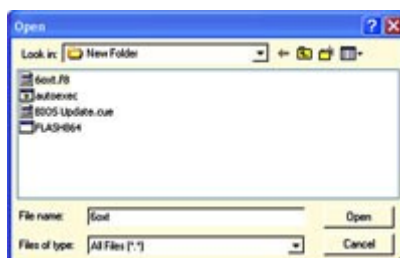 Open
Look in: New Folder
6oxt.f8
autoexec
BIOS-Update.cue
FLASH864
File name: 6oxt Open
Files of type: All Files (*.*) Cancel